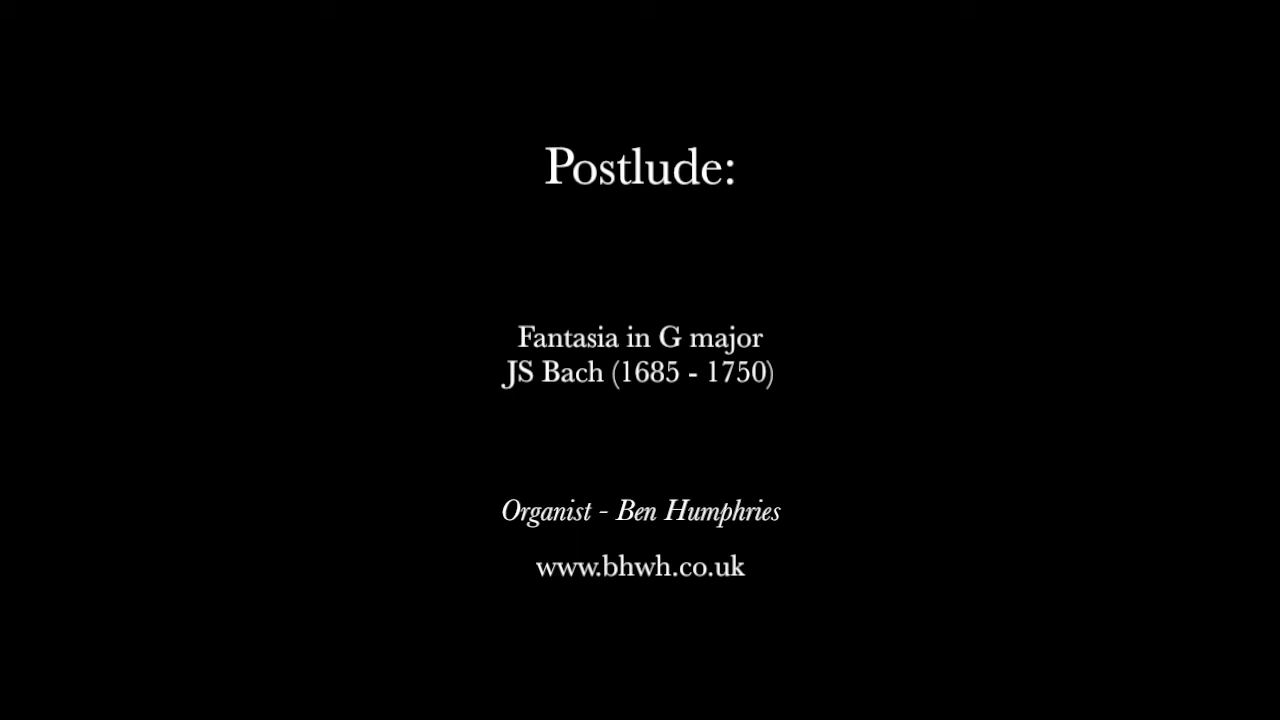 Postlude:
Fantasia in G major
JS Bach (1685 - 1750)
Organist - Ben Humphries
www.bhwh.co.uk